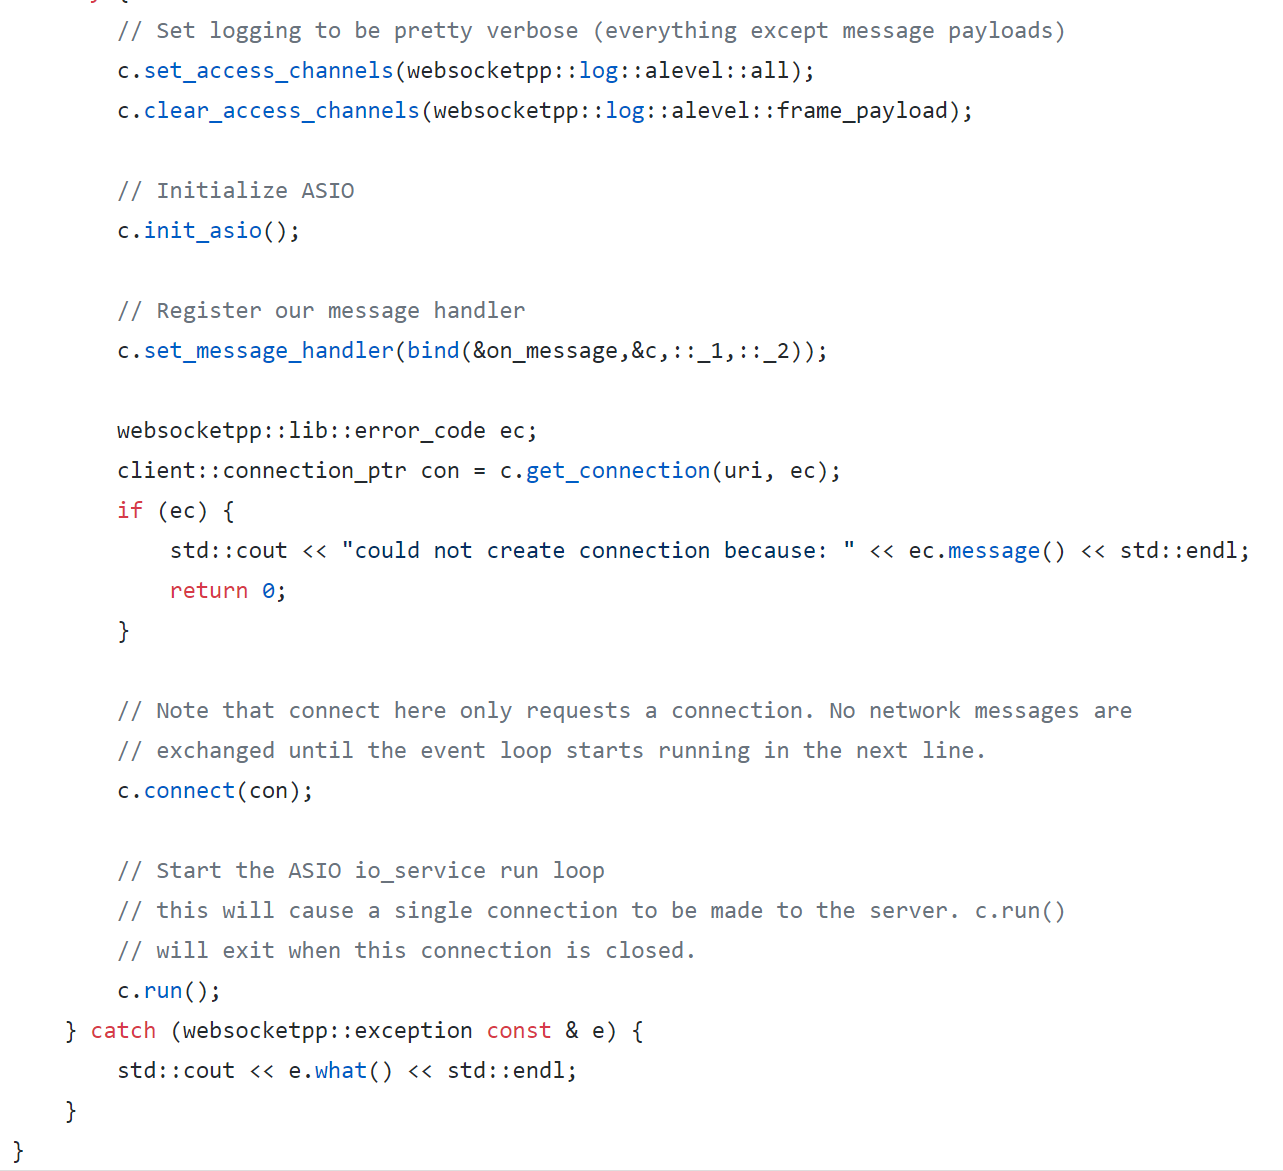 // Set logging to be pretty verbose (everything except message payloads)
c.set_access_channels(websocketpp::log::alevel::all);
c.clear_access_channels(websocketpp::log::alevel::frame_payload);
// Initialize ASIO
c.init_asio();
// Register our message handler
c.set_message_handler(bind(&on_message,&c,::_1,::_2));
websocketpp::lib::error_code ec;
client::connection_ptr con = c.get_connection(uri, ec);
if (ec) {
std::cout << "could not create connection because: " << ec.message() << std::endl;
return 0;
}
// Note that connect here only requests a connection. No network messages are
// exchanged until the event loop starts running in the next line.
c.connect(con);
// Start the ASIO io_service run loop
// this will cause a single connection to be made to the server. c.run()
// will exit when this connection is closed.
c.run();
} catch (websocketpp::exception const & e) {
std::cout << e.what() << std::endl;
}
}